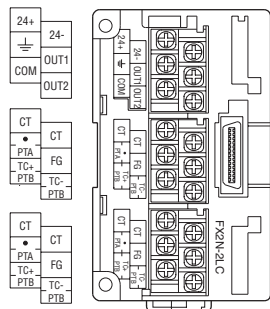 24+
24-
COM
OUT1
OUT2
CT
CT
•
PTA
FG
TC+
PTB
TC-
PTB
CT
CT
•
PTA
FG
TC+
PTB
TC-
PTB
24+
24-
OUT1
COM
OUT2
CT
CT
•
PTA
FG
TC+
PTB
TC-
PTB
CT
CT
•
PTA
FG
TC+
PTB
TC-
PTB
FX2N-2LC